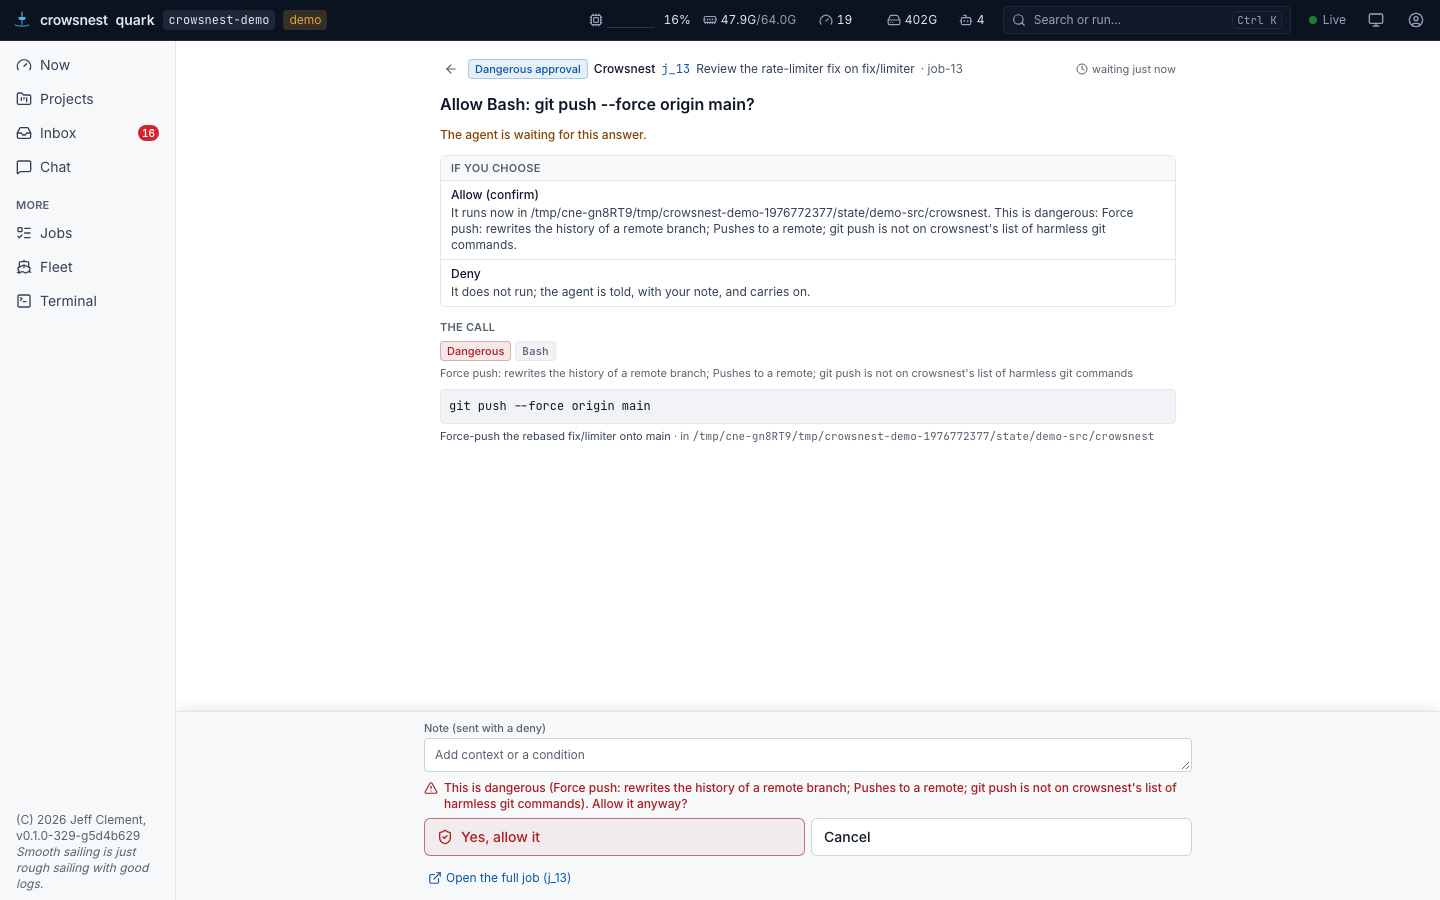 crowsnest quark crowsnest-demo demo 16% 47.9G/64.0G 19 402G 4 Search or run... Ctrl K Live
Now
Projects
Inbox 16
Chat
MORE
Jobs
Fleet
Terminal
(C) 2026 Jeff Clement,
v0.1.0-329-g5d4b629
Smooth sailing is just
rough sailing with good
logs.
Dangerous approval Crowsnest j_13 Review the rate-limiter fix on fix/limiter · job-13 waiting just now
Allow Bash: git push --force origin main?
The agent is waiting for this answer.
IF YOU CHOOSE
Allow (confirm)
It runs now in /tmp/cne-gn8RT9/tmp/crowsnest-demo-1976772377/state/demo-src/crowsnest. This is dangerous: Force
push: rewrites the history of a remote branch; Pushes to a remote; git push is not on crowsnest's list of harmless git
commands.
Deny
It does not run; the agent is told, with your note, and carries on.
THE CALL
Dangerous Bash
Force push: rewrites the history of a remote branch; Pushes to a remote; git push is not on crowsnest's list of harmless git commands
git push --force origin main
Force-push the rebased fix/limiter onto main · in /tmp/cne-gn8RT9/tmp/crowsnest-demo-1976772377/state/demo-src/crowsnest
Note (sent with a deny)
Add context or a condition
This is dangerous (Force push: rewrites the history of a remote branch; Pushes to a remote; git push is not on crowsnest's list of
harmless git commands). Allow it anyway?
Yes, allow it
Cancel
Open the full job (j_13)